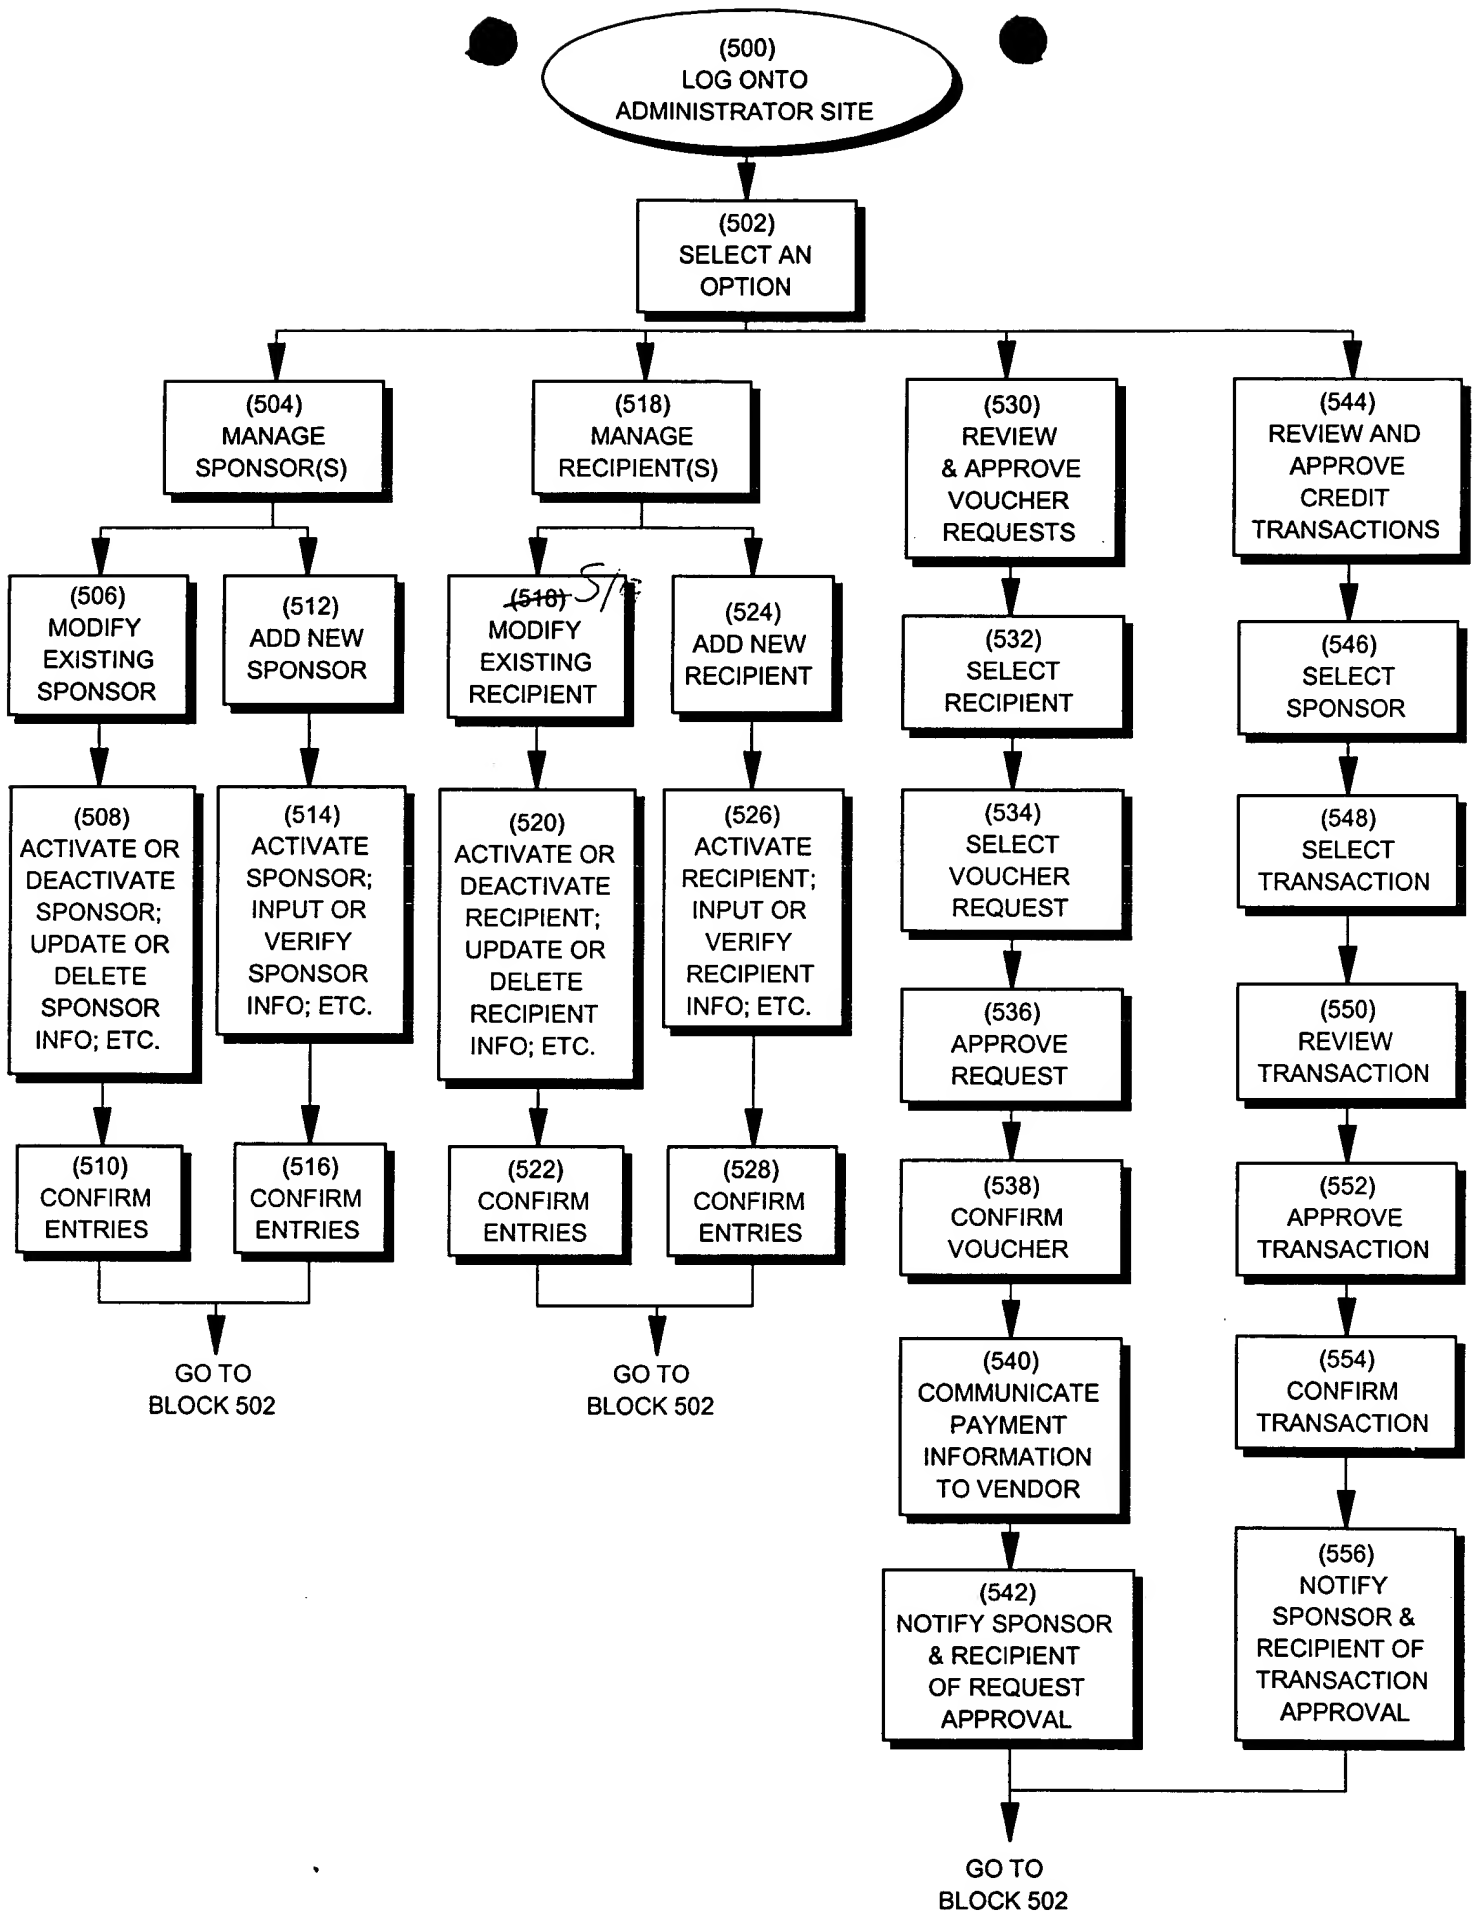 (500)
LOG ONTO
ADMINISTRATOR SITE
(502)
SELECT AN
OPTION
(504)
MANAGE
SPONSOR(S)
(518)
MANAGE
RECIPIENT(S)
(530)
REVIEW
& APPROVE
VOUCHER
REQUESTS
(544)
REVIEW AND
APPROVE
CREDIT
TRANSACTIONS
(506)
MODIFY
EXISTING
SPONSOR
(512)
ADD NEW
SPONSOR
(518)
MODIFY
EXISTING
RECIPIENT
(524)
ADD NEW
RECIPIENT
(532)
SELECT
RECIPIENT
(546)
SELECT
SPONSOR
(508)
ACTIVATE OR
DEACTIVATE
SPONSOR;
UPDATE OR
DELETE
SPONSOR
INFO; ETC.
(514)
ACTIVATE
SPONSOR;
INPUT OR
VERIFY
SPONSOR
INFO; ETC.
(520)
ACTIVATE OR
DEACTIVATE
RECIPIENT;
UPDATE OR
DELETE
RECIPIENT
INFO; ETC.
(526)
ACTIVATE
RECIPIENT;
INPUT OR
VERIFY
RECIPIENT
INFO; ETC.
(534)
SELECT
VOUCHER
REQUEST
(548)
SELECT
TRANSACTION
(536)
APPROVE
REQUEST
(550)
REVIEW
TRANSACTION
(510)
CONFIRM
ENTRIES
(516)
CONFIRM
ENTRIES
(522)
CONFIRM
ENTRIES
(528)
CONFIRM
ENTRIES
(538)
CONFIRM
VOUCHER
(552)
APPROVE
TRANSACTION
GO TO
BLOCK 502
GO TO
BLOCK 502
(540)
COMMUNICATE
PAYMENT
INFORMATION
TO VENDOR
(554)
CONFIRM
TRANSACTION
(542)
NOTIFY SPONSOR
& RECIPIENT
OF REQUEST
APPROVAL
(556)
NOTIFY
SPONSOR &
RECIPIENT OF
TRANSACTION
APPROVAL
GO TO
BLOCK 502